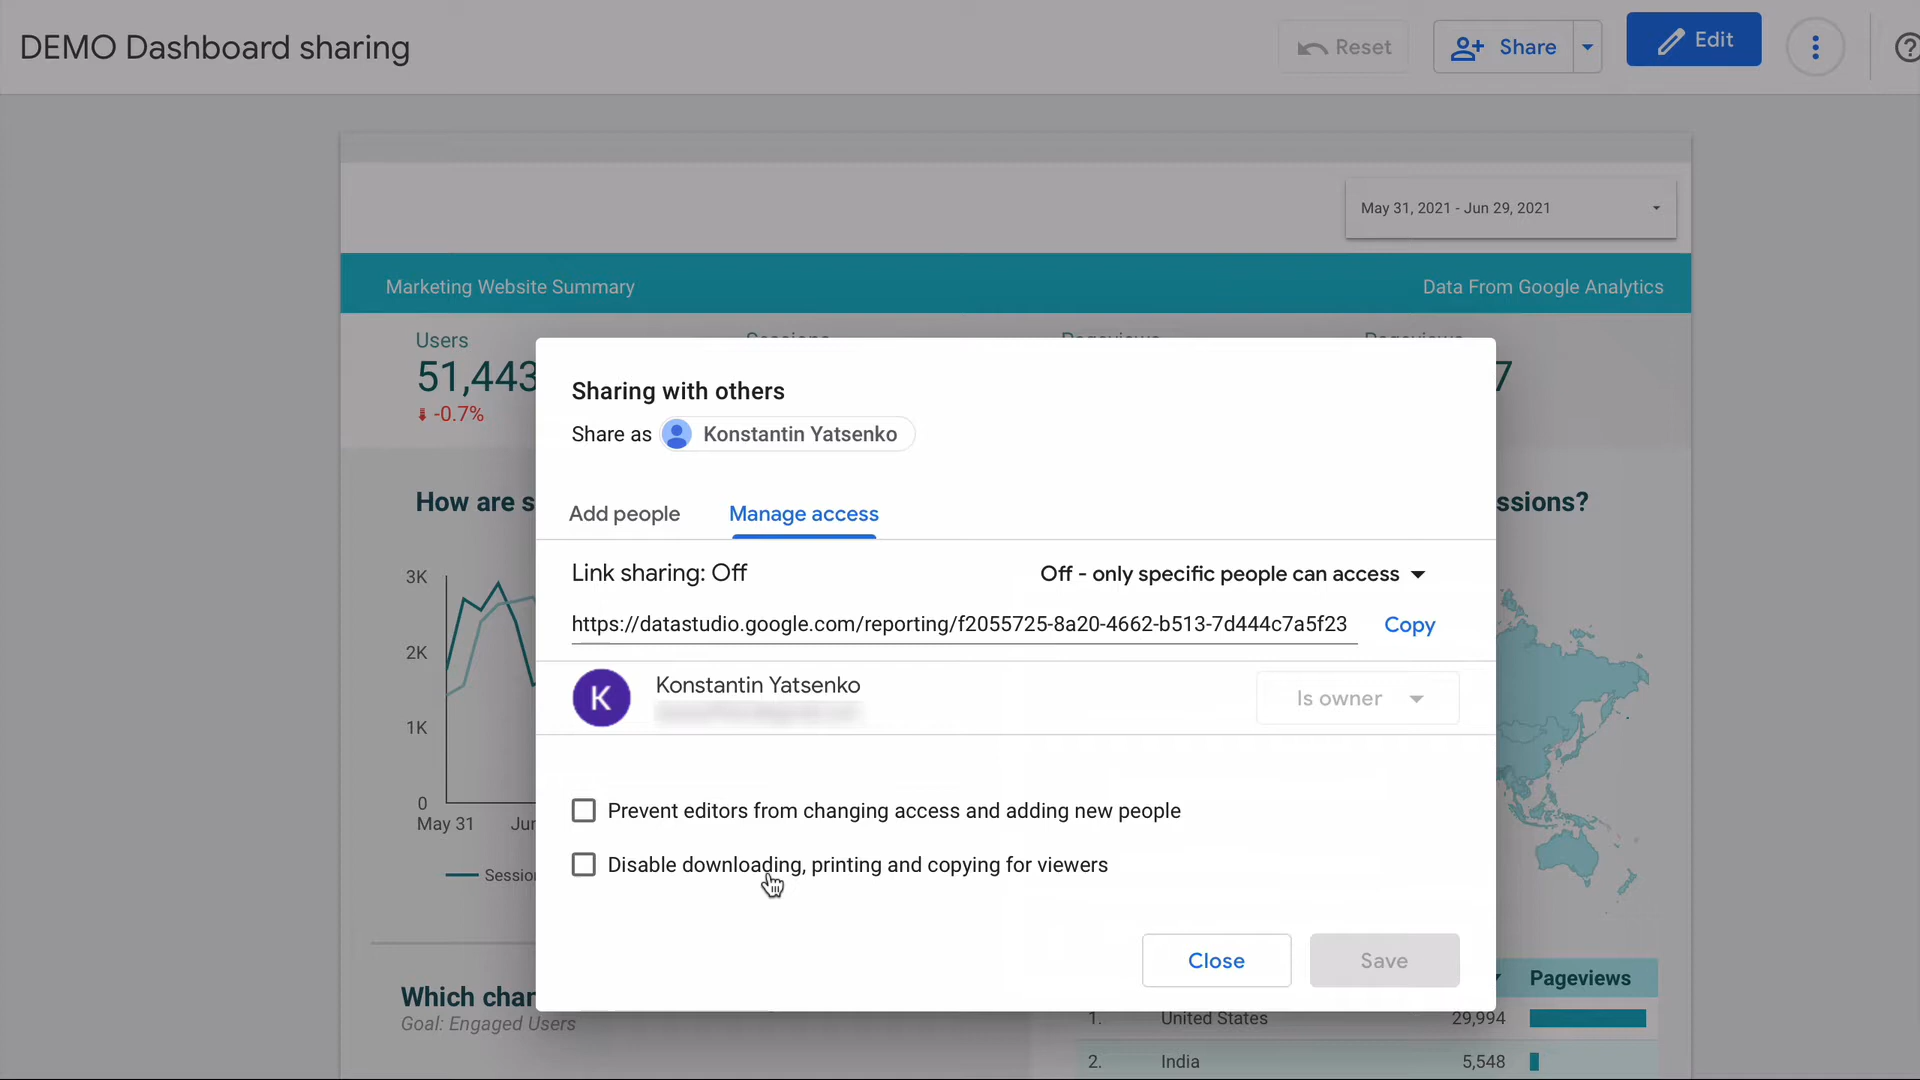 DEMO Dashboard sharing
Reset
Share
Edit
May 31, 2021 - Jun 29, 2021
Marketing Website Summary
Data From Google Analytics
Users
51,443
-0.7%
7
Sharing with others
Share as
Konstantin Yatsenko
How are s
ssions?
Add people
Manage access
Link sharing: Off
Off - only specific people can access
https://datastudio.google.com/reporting/f2055725-8a20-4662-b513-7d444c7a5f23
Copy
K
Konstantin Yatsenko
Is owner
3K
2K
1K
0
May 31
Jur
Sessio
Prevent editors from changing access and adding new people
Disable downloading, printing and copying for viewers
Close
Save
Which chan
Goal: Engaged Users
Pageviews
1.
United States
29,994
2.
India
5,548